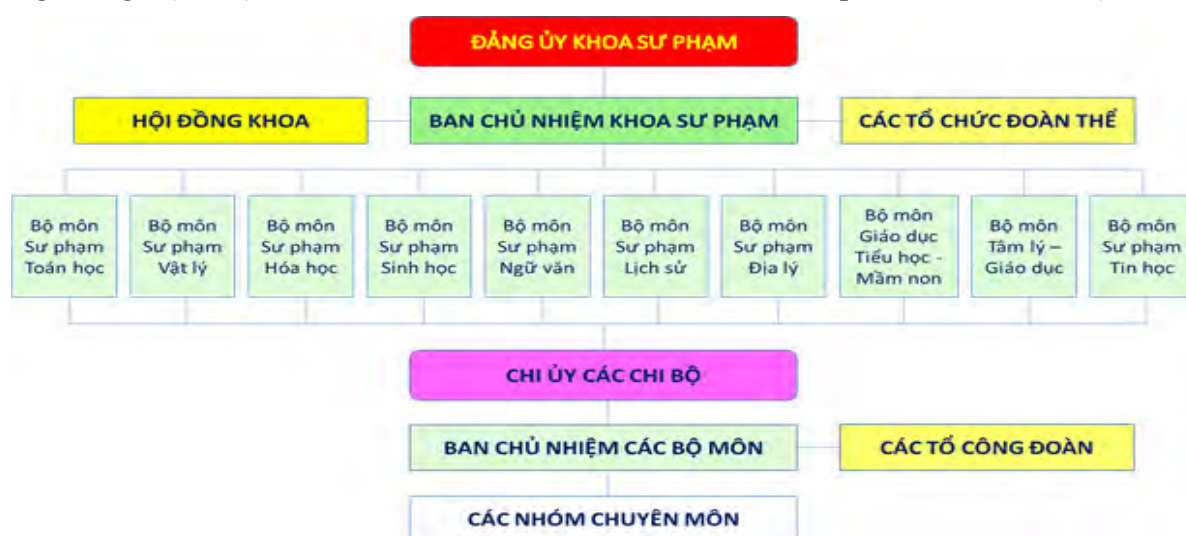 ĐẢNG ỦY KHOA SƯ PHẠM
HỘI ĐỒNG KHOA
BAN CHỦ NHIỆM KHOA SƯ PHẠM
CÁC TỔ CHỨC ĐOÀN THỂ
Bộ môn
Sư phạm
Toán học
Bộ môn
Sư phạm
Vật lý
Bộ môn
Sư phạm
Hóa học
Bộ môn
Sư phạm
Sinh học
Bộ môn
Sư phạm
Ngữ văn
Bộ môn
Sư phạm
Lịch sử
Bộ môn
Sư phạm
Địa lý
Bộ môn
Giáo dục
Tiểu học -
Mầm non
Bộ môn
Tâm lý –
Giáo dục
Bộ môn
Sư phạm
Tin học
CHI ỦY CÁC CHI BỘ
BAN CHỦ NHIỆM CÁC BỘ MÔN
CÁC TỔ CÔNG ĐOÀN
CÁC NHÓM CHUYÊN MÔN